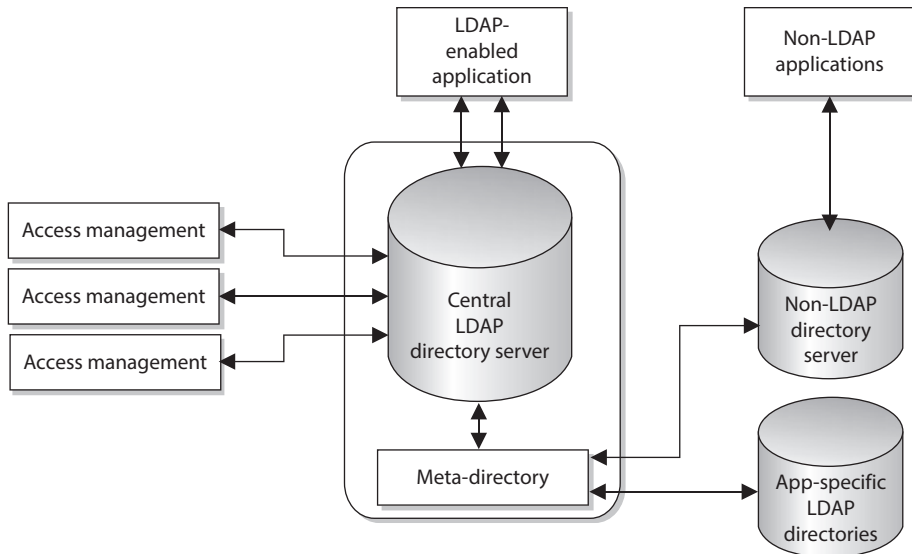 LDAP-
enabled
application
Non-LDAP
applications
Access management
Access management
Access management
Central
LDAP
directory server
Non-LDAP
directory
server
Meta-directory
App-specific
LDAP
directories